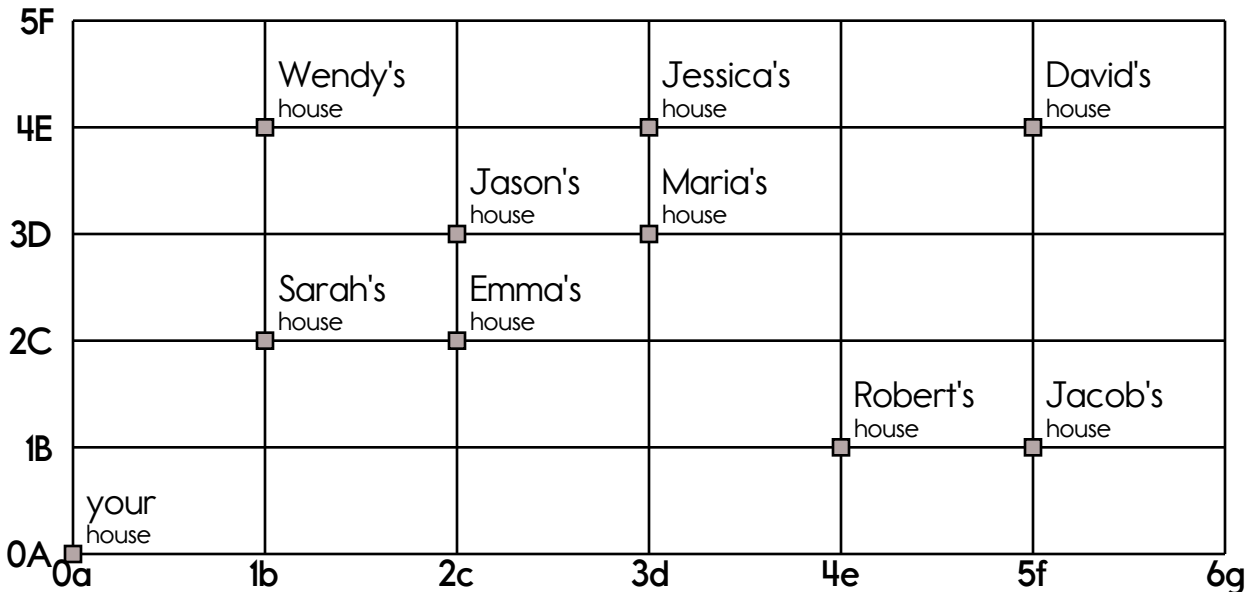 5F
Wendy's
house
Jessica's
house
David's
house
4E
Jason's
house
Maria's
house
3D
Sarah's
house
Emma's
house
2C
Robert's
house
Jacob's
house
1B
your
house
0A
0a 1b 2c 3d 4e 5f 6g